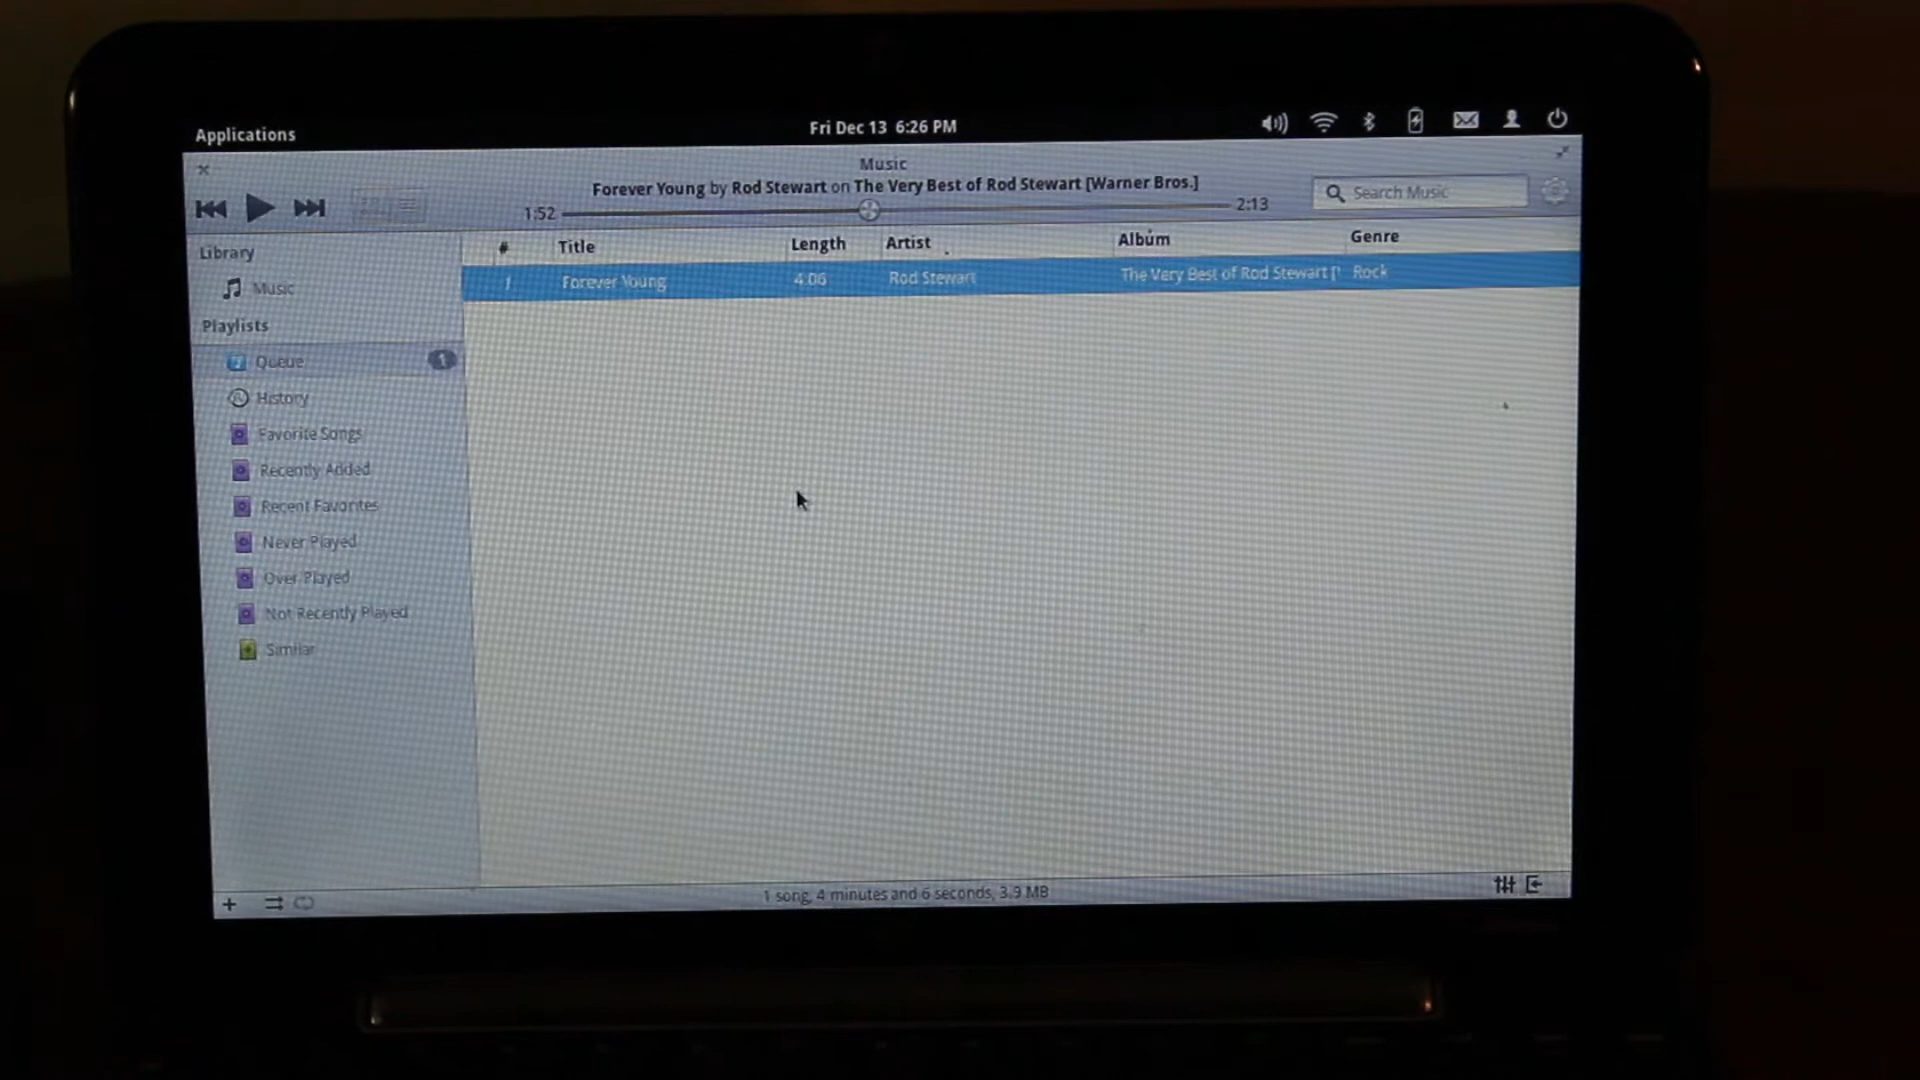 Applications
Fri Dec 13 6:26 PM
Music
Forever Young by Rod Stewart on The Very Best of Rod Stewart [Warner Bros.]
1:52
2:13
Search Music
Library
Music
Playlists
Queue 1
History
Favorite Songs
Recently Added
Recent Favorites
Never Played
Over Played
Not Recently Played
Similar
# Title Length Artist Album Genre
1 Forever Young 4:06 Rod Stewart The Very Best of Rod Stewart [' Rock
1 song, 4 minutes and 6 seconds, 3.9 MB